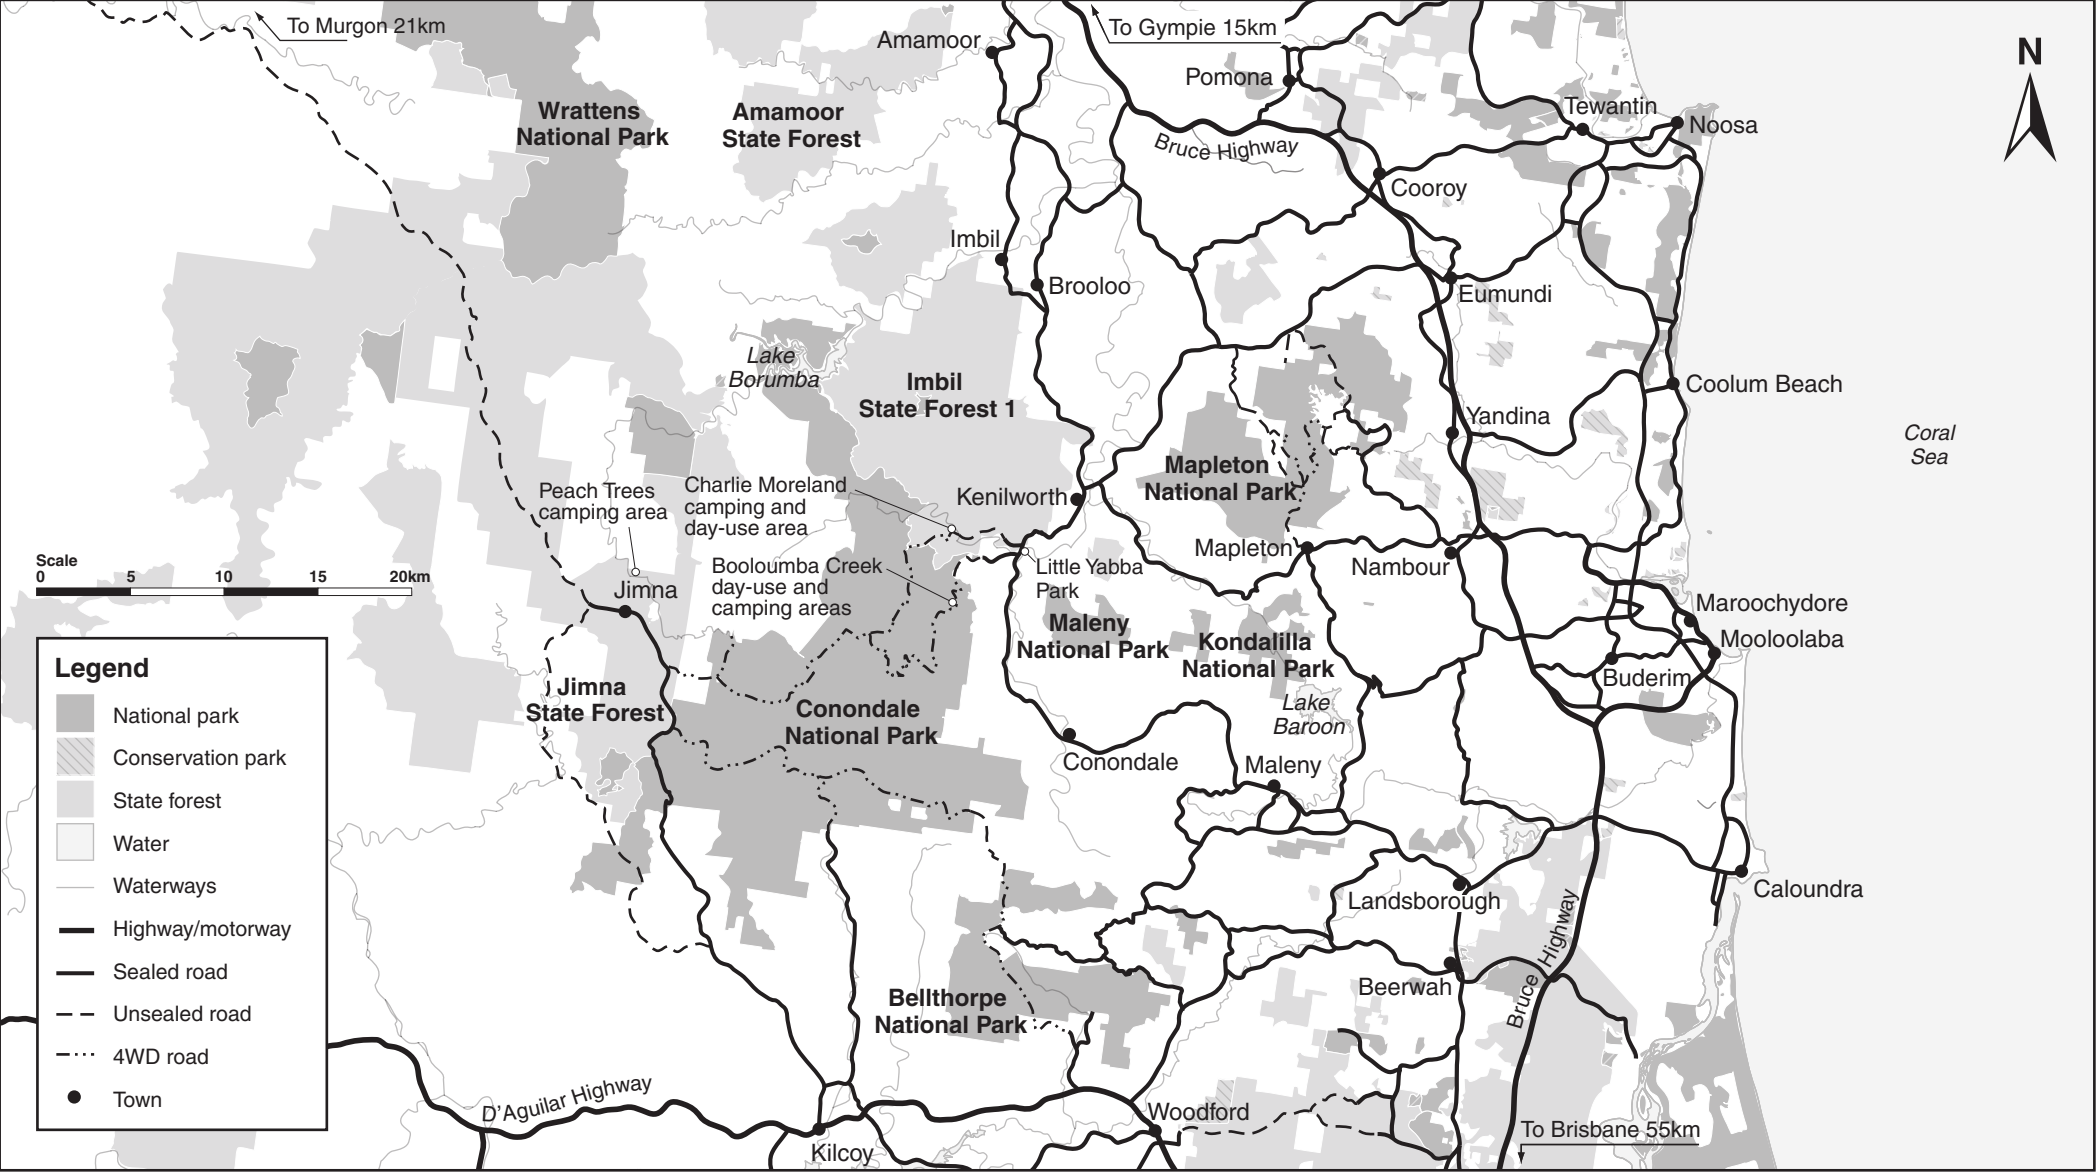 To Murgon 21km
To Gympie 15km
N
Amamoor
Pomona
Tewantin
Noosa
Wrattens
National Park
Amamoor
State Forest
Bruce Highway
Cooroy
Imbil
Brooloo
Eumundi
Lake
Borumba
Imbil
State Forest 1
Coolum Beach
Yandina
Coral
Sea
Mapleton
National Park
Peach Trees
camping area
Charlie Moreland
camping and
day-use area
Kenilworth
Mapleton
Nambour
Scale
0 5 10 15 20km
Booloumba Creek
day-use and
camping areas
Little Yabba
Park
Jimna
Maroochydore
Mooloolaba
Maleny
National Park
Kondalilla
National Park
Buderim
Jimna
State Forest
Conondale
National Park
Lake
Baroon
Conondale
Maleny
Landsborough
Caloundra
Beerwah
Bruce Highway
Bellthorpe
National Park
D'Aguilar Highway
Woodford
Kilcoy
To Brisbane 55km
Legend
National park
Conservation park
State forest
Water
Waterways
Highway/motorway
Sealed road
Unsealed road
4WD road
Town